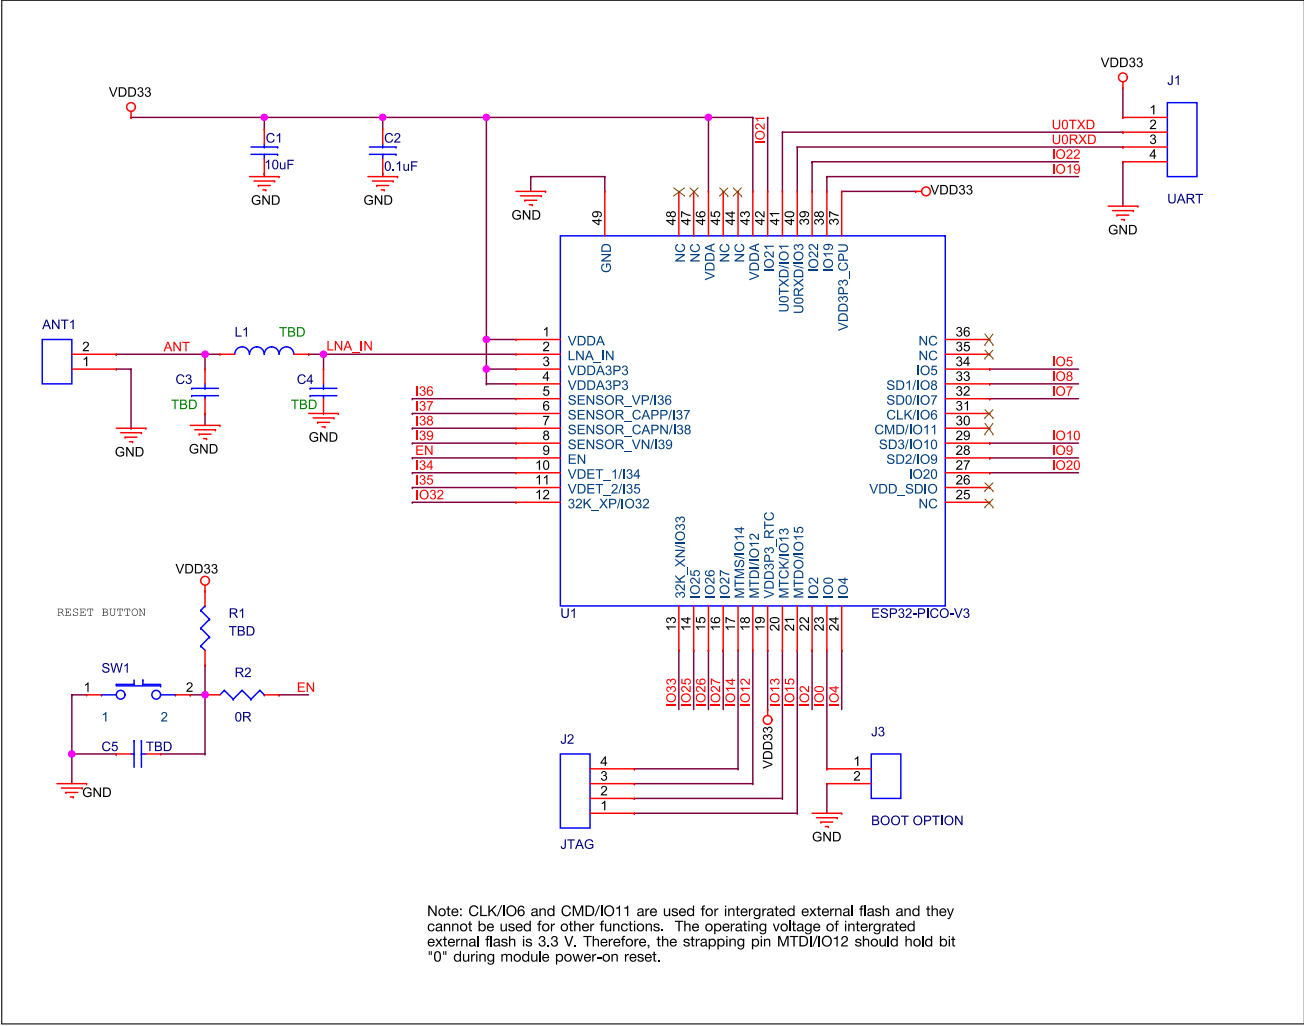 VDD33
J1
VDD33
1
2
3
4
U0TXD
U0RXD
IO22
IO19
UART
GND
C1
10uF
GND
C2
0.1uF
GND
IO21
GND
VDD33
49
48
47
46
45
44
43
42
41
40
39
38
37
GND
NC
NC
VDDA
NC
NC
VDDA
IO21
U0TXD/IO1
U0RXD/IO3
IO22
IO19
VDD3P3_CPU
ANT1
2
1
ANT
L1
TBD
LNA_IN
C3
TBD
C4
TBD
GND
GND
GND
1
VDDA
2
LNA_IN
3
VDDA3P3
4
VDDA3P3
I36
5
SENSOR_VP/I36
I37
6
SENSOR_CAPP/I37
I38
7
SENSOR_CAPN/I38
I39
8
SENSOR_VN/I39
EN
9
EN
I34
10
VDET_1/I34
I35
11
VDET_2/I35
IO32
12
32K_XP/IO32
NC
36
NC
35
IO5
34
IO5
SD1/IO8
33
IO8
SD0/IO7
32
IO7
CLK/IO6
31
CMD/IO11
30
SD3/IO10
29
IO10
SD2/IO9
28
IO9
IO20
27
IO20
VDD_SDIO
26
NC
25
32K_XN/IO33
IO25
IO26
IO27
MTMS/IO14
MTDI/IO12
VDD3P3_RTC
MTCK/IO13
MTDO/IO15
IO2
IO0
IO4
U1
ESP32-PICO-V3
13
14
15
16
17
18
19
20
21
22
23
24
IO33
IO25
IO26
IO27
IO14
IO12
VDD33
IO13
IO15
IO2
IO0
IO4
VDD33
RESET BUTTON
R1
TBD
SW1
1
2
1
2
R2
0R
EN
C5
TBD
GND
J2
4
3
2
1
JTAG
J3
1
2
GND
BOOT OPTION
Note: CLK/IO6 and CMD/IO11 are used for intergrated external flash and they
cannot be used for other functions. The operating voltage of intergrated
external flash is 3.3 V. Therefore, the strapping pin MTDI/IO12 should hold bit
"0" during module power-on reset.